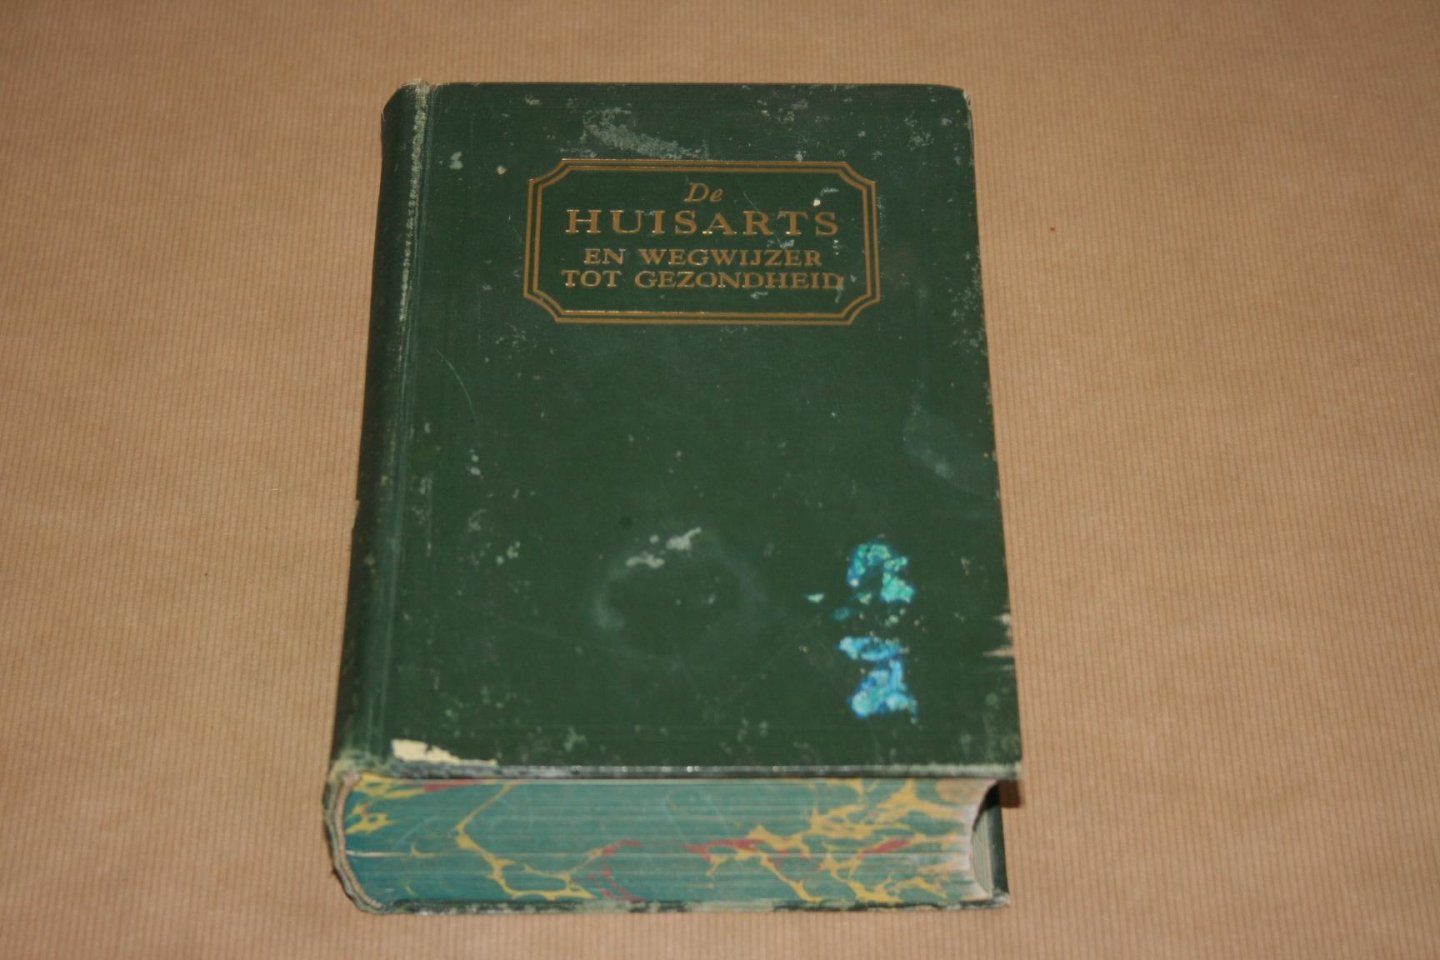 De
HUISARTS
EN WEGWIJZER
TOT GEZONDHEID